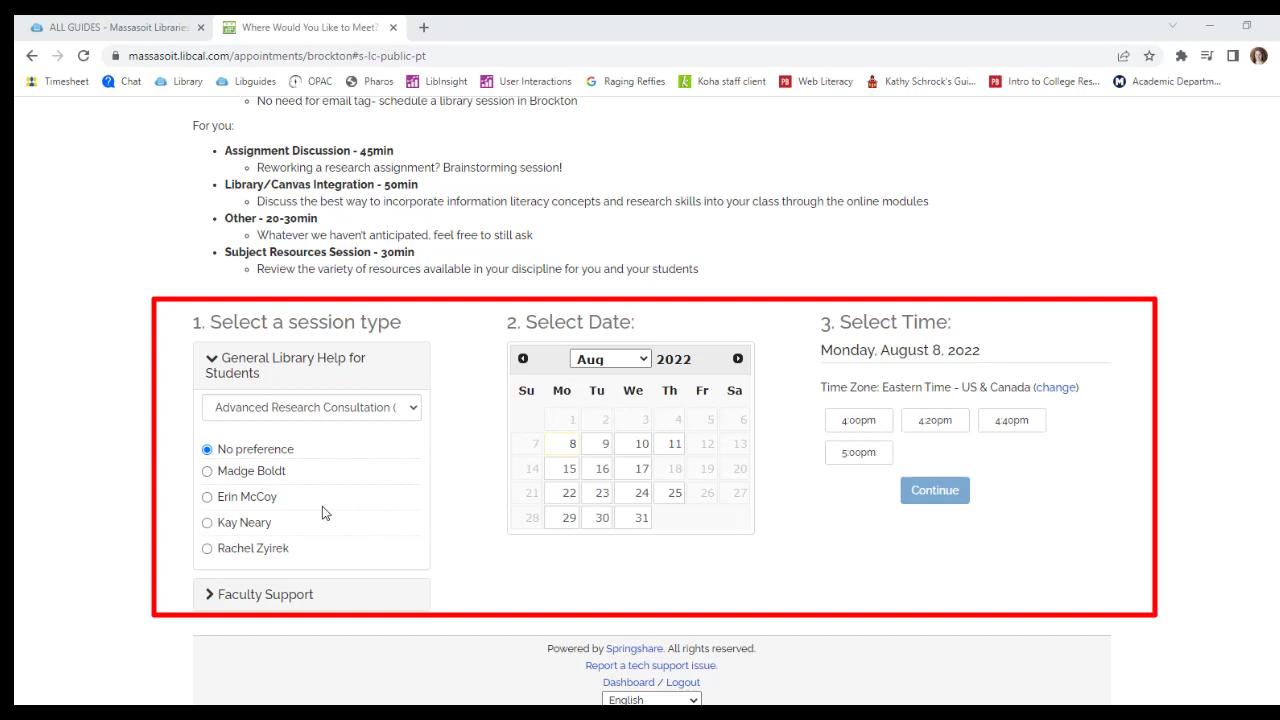 ALL GUIDES - Massasoit Libraries
Where Would You Like to Meet?
massasoit.libcal.com/appointments/brockton#s-lc-public-pt
Timesheet Chat Library Libguides OPAC Pharos LibInsight User Interactions Raging Reffies Koha staff client Web Literacy Kathy Schrock's Gui... Intro to College Res... Academic Departm...
No need for email tag- schedule a library session in Brockton
For you:
Assignment Discussion - 45min
Reworking a research assignment? Brainstorming session!
Library/Canvas Integration - 50min
Discuss the best way to incorporate information literacy concepts and research skills into your class through the online modules
Other - 20-30min
Whatever we haven't anticipated, feel free to still ask
Subject Resources Session - 30min
Review the variety of resources available in your discipline for you and your students
1. Select a session type
General Library Help for
Students
Advanced Research Consultation (
No preference
Madge Boldt
Erin McCoy
Kay Neary
Rachel Zyirek
Faculty Support
2. Select Date:
Aug 2022
Su Mo Tu We Th Fr Sa
1 2 3 4 5 6
7 8 9 10 11 12 13
14 15 16 17 18 19 20
21 22 23 24 25 26 27
28 29 30 31
3. Select Time:
Monday, August 8, 2022
Time Zone: Eastern Time - US & Canada (change)
4:00pm 4:20pm 4:40pm
5:00pm
Continue
Powered by Springshare. All rights reserved.
Report a tech support issue.
Dashboard / Logout
English